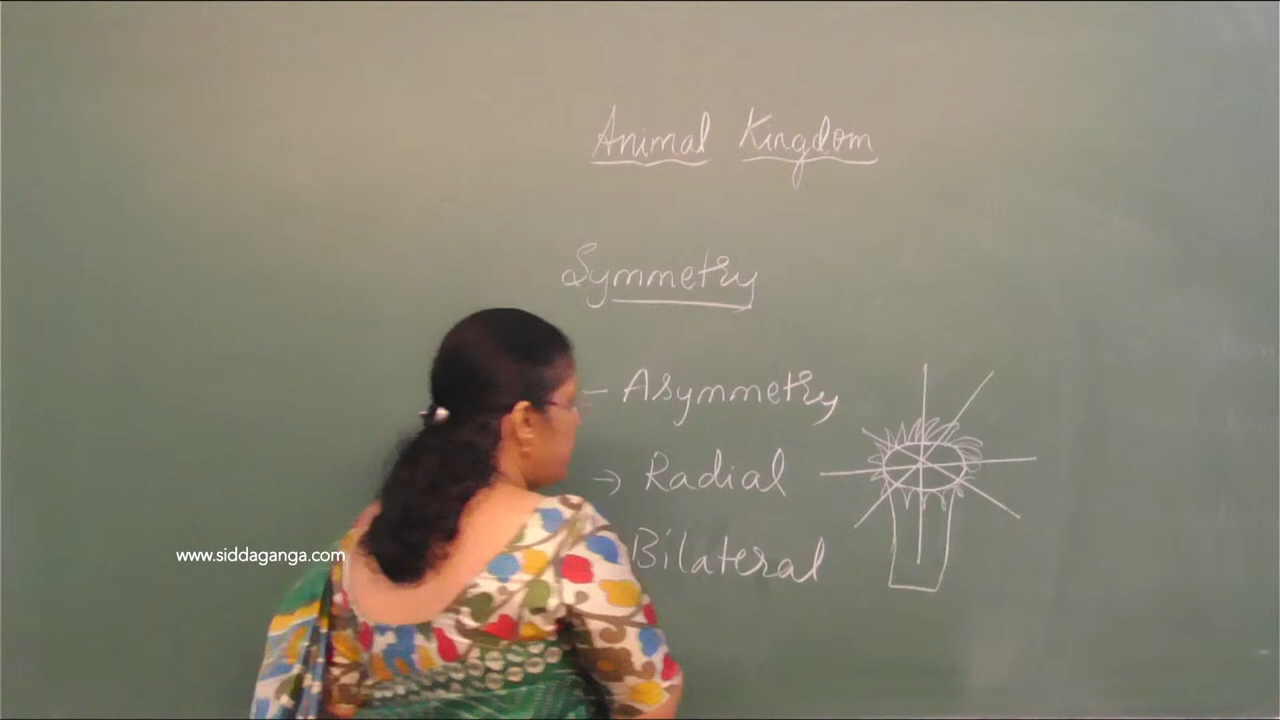 Animal Kingdom
Symmetry
– Asymmetry
→ Radial
Bilateral
www.siddaganga.com